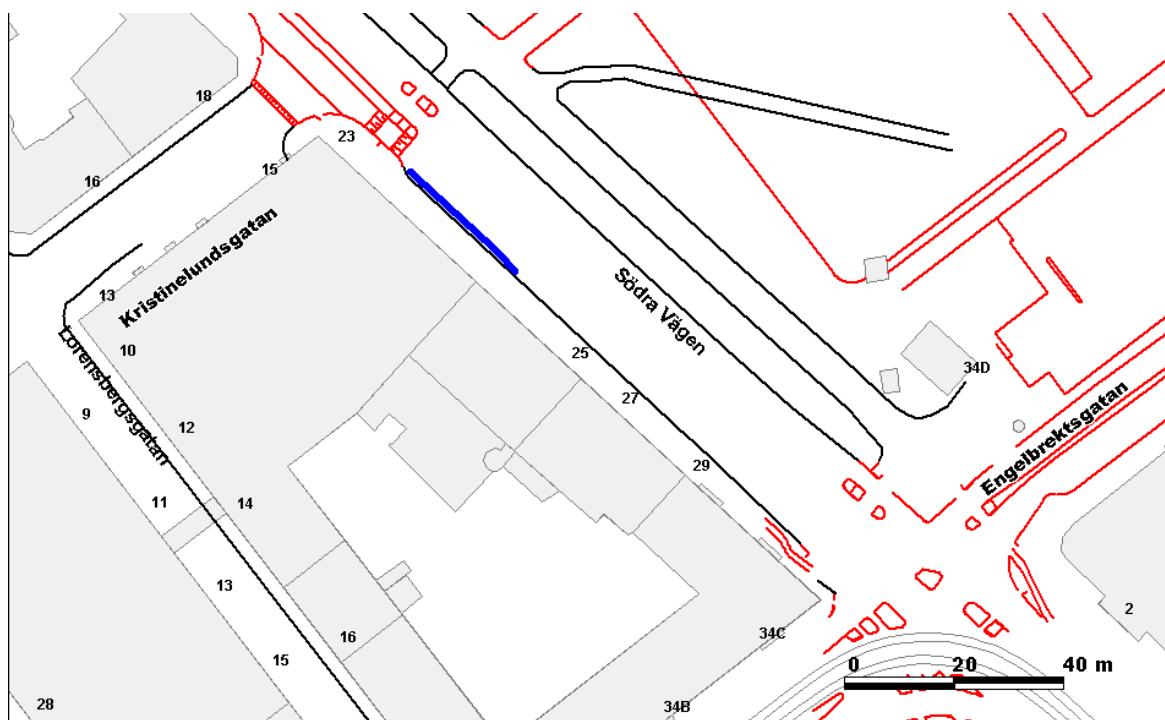 18
23
16
15
Kristinelundsgatan
13
Södra Vägen
Lorensbergsgatan
10
25
34D
27
9
12
Engelbrektsgatan
29
11
14
13
2
16
34C
15
0 20 40 m
28
34B